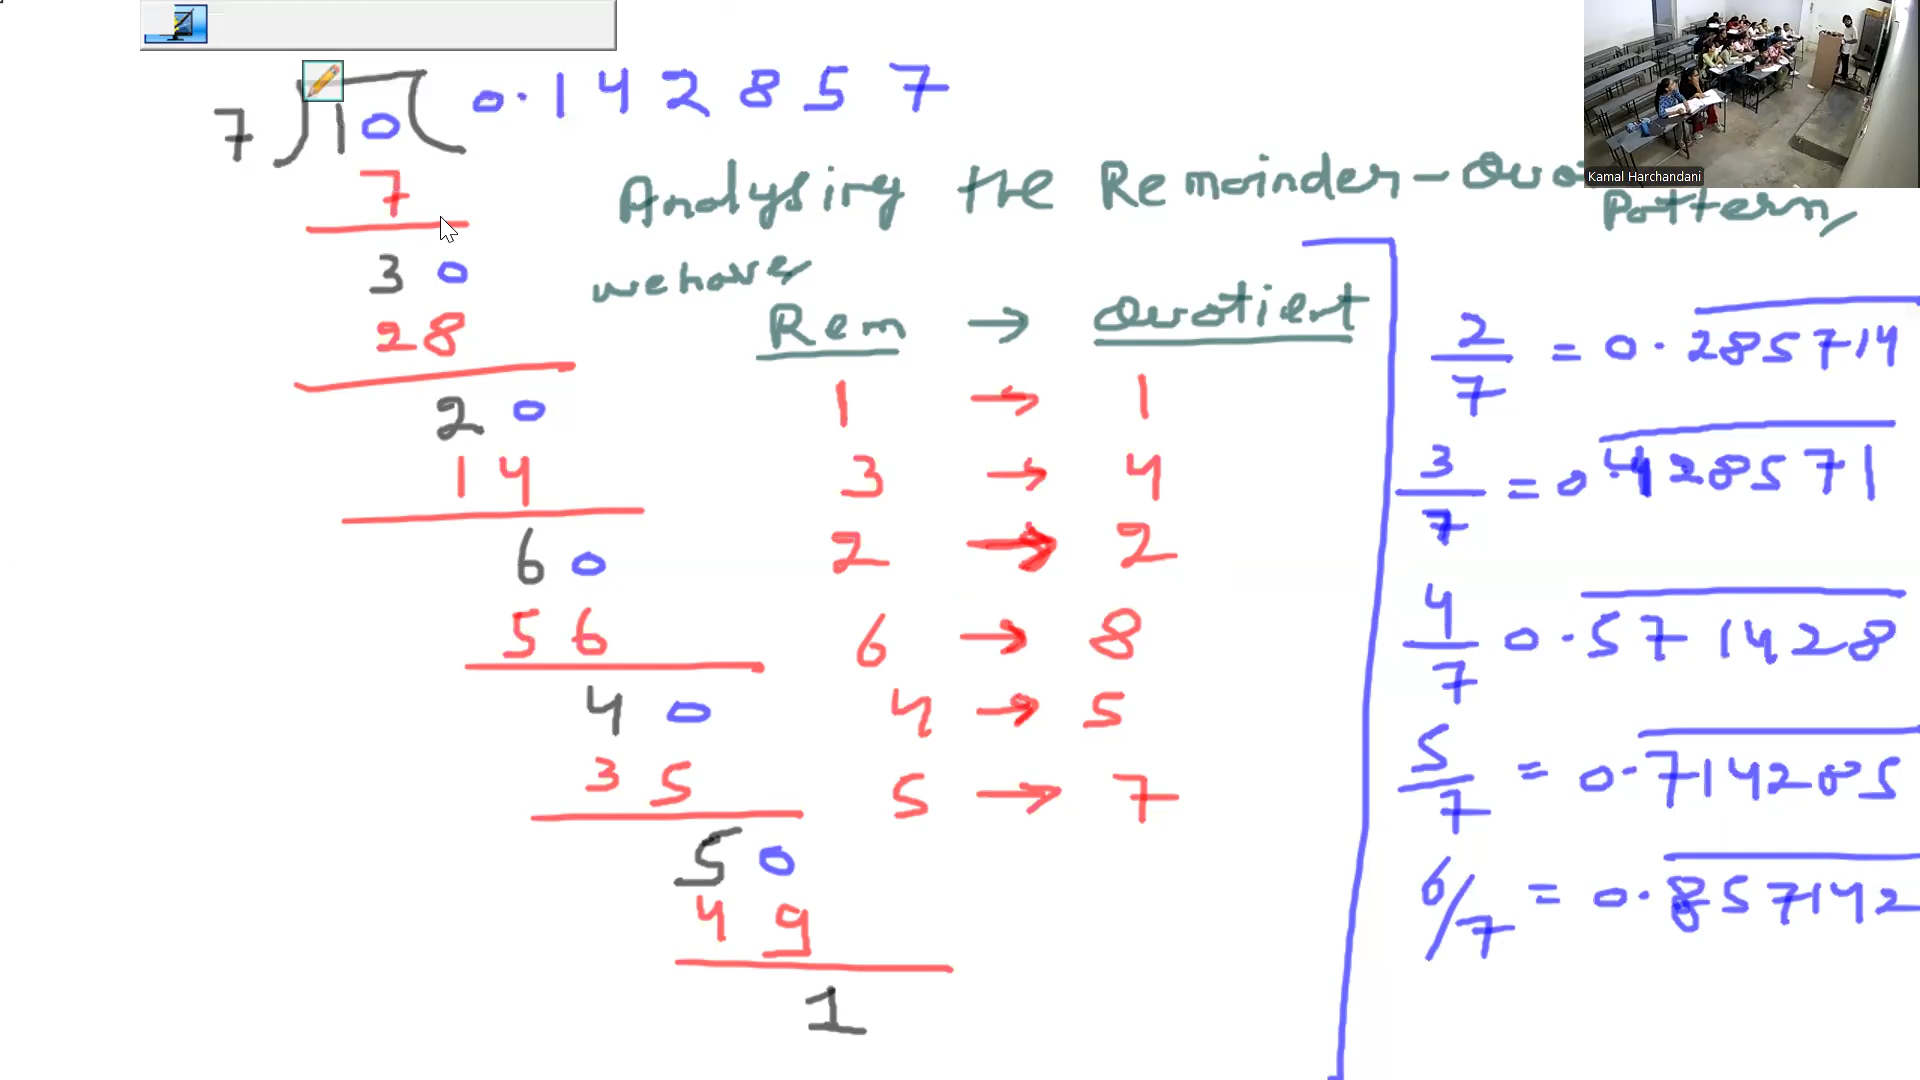 7 10 0.142857
7
30
28
20
14
60
56
40
35
50
49
1
Analysing the Remainder-
Pattern,
we have
Rem → Quotient
1 → 1
3 → 4
2 → 2
6 → 8
4 → 5
5 → 7
2/7 = 0.285714
3/7 = 0.428571
4/7 0.571428
5/7 = 0.714285
6/7 = 0.857142
Kamal Harchandani